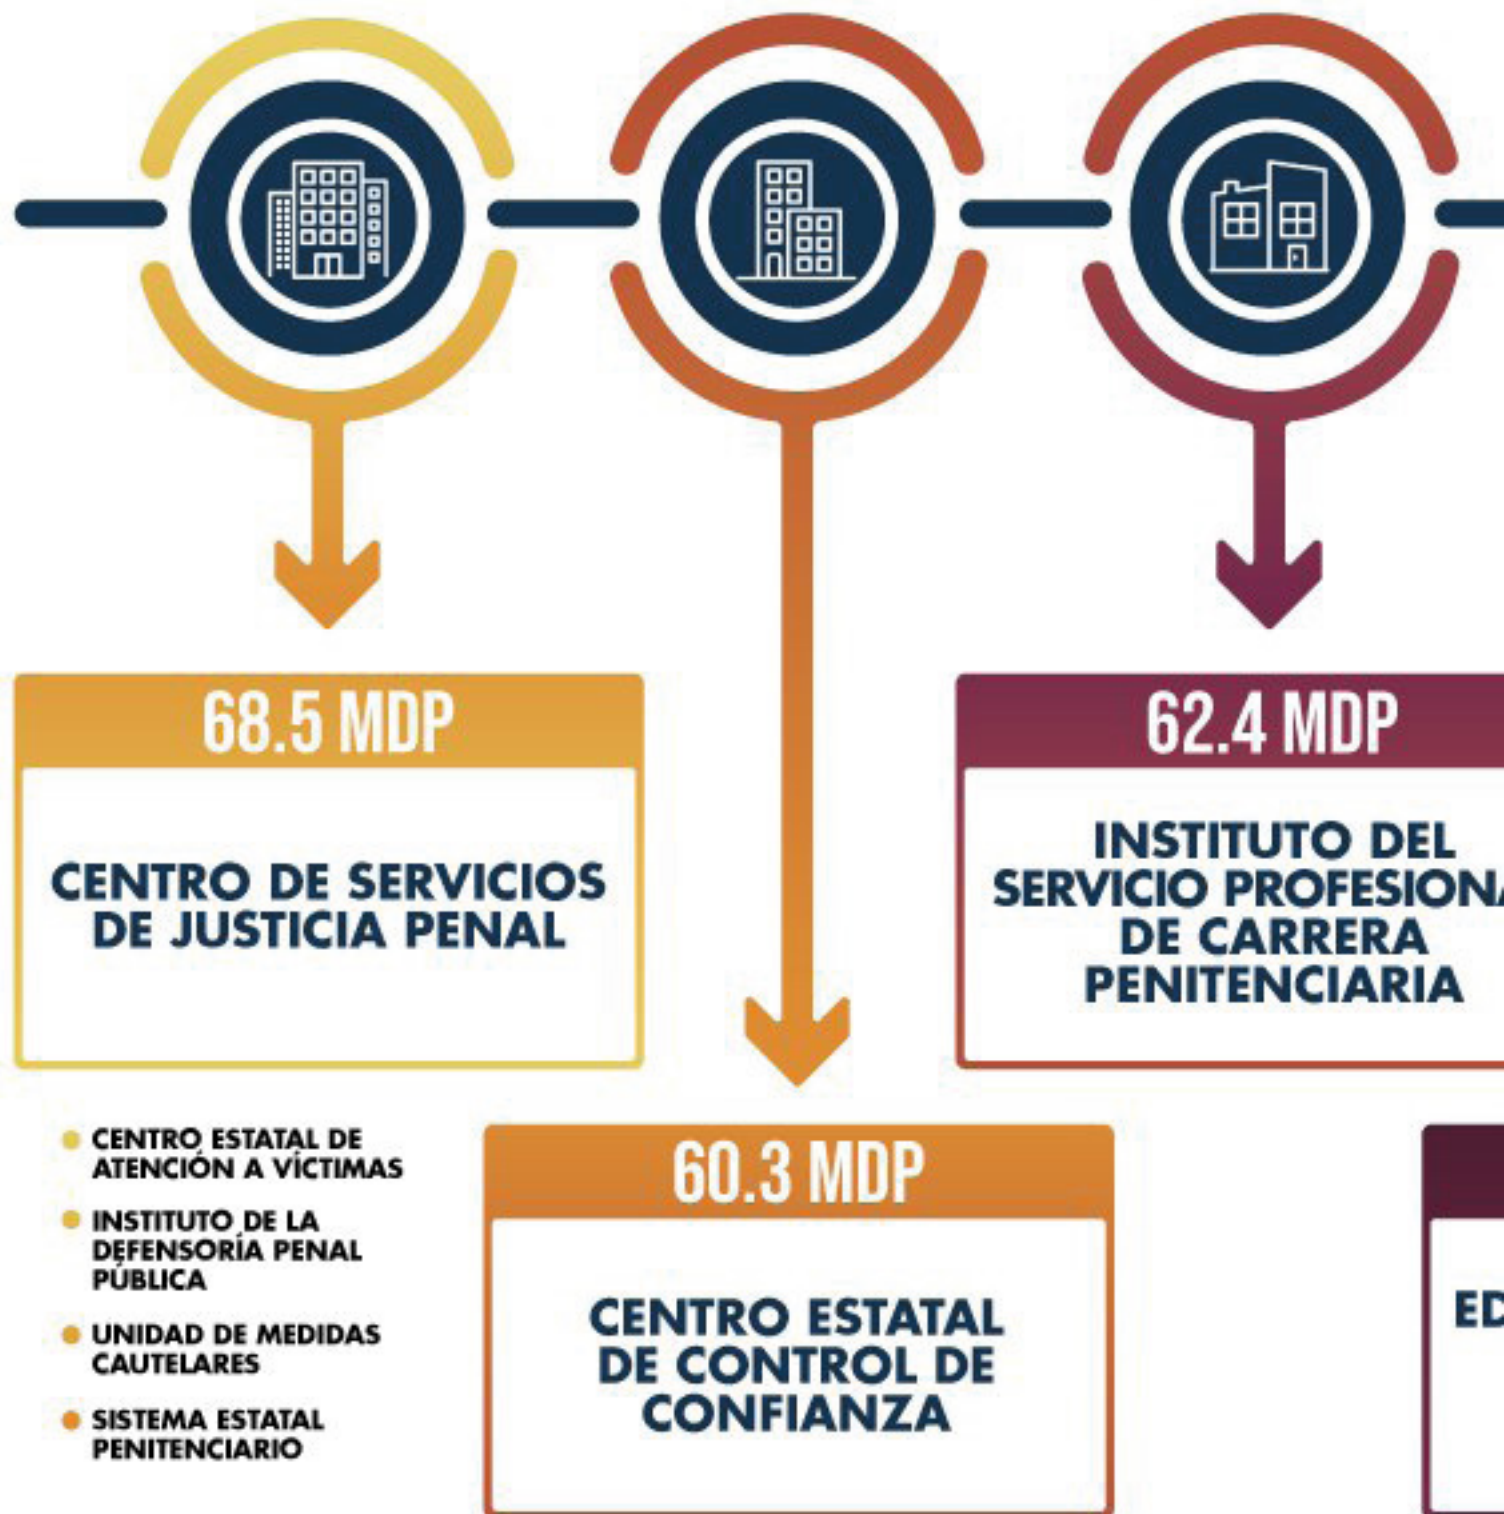 68.5 MDP
CENTRO DE SERVICIOS
DE JUSTICIA PENAL
CENTRO ESTATAL DE
ATENCIÓN A VÍCTIMAS
INSTITUTO DE LA
DEFENSORÍA PENAL
PÚBLICA
UNIDAD DE MEDIDAS
CAUTELARES
SISTEMA ESTATAL
PENITENCIARIO
60.3 MDP
CENTRO ESTATAL
DE CONTROL DE
CONFIANZA
62.4 MDP
INSTITUTO DEL
SERVICIO
DE CARRERA
PENITENCIARIA